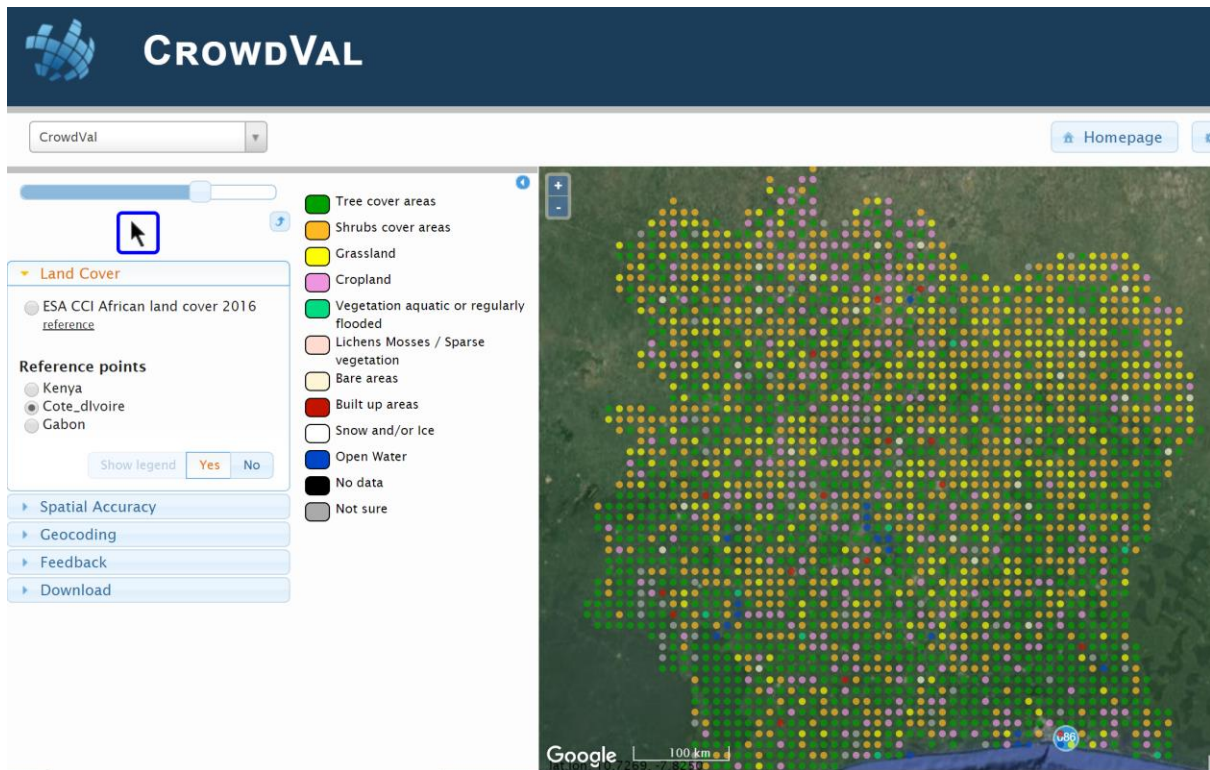 CROWDVAL
CrowdVal
Homepage
Land Cover
ESA CCI African land cover 2016
reference
Reference points
Kenya
Cote_dIvoire
Gabon
Show legend Yes No
Spatial Accuracy
Geocoding
Feedback
Download
Tree cover areas
Shrubs cover areas
Grassland
Cropland
Vegetation aquatic or regularly
flooded
Lichens Mosses / Sparse
vegetation
Bare areas
Built up areas
Snow and/or Ice
Open Water
No data
Not sure
+
-
Google
100 km